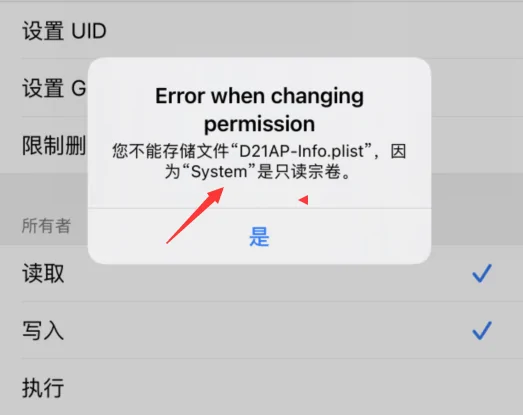 设置 UID
设置 G
限制删
Error when changing
permission
您不能存储文件“D21AP-Info.plist”，因
为“System”是只读宗卷。
是
所有者
读取
写入
执行